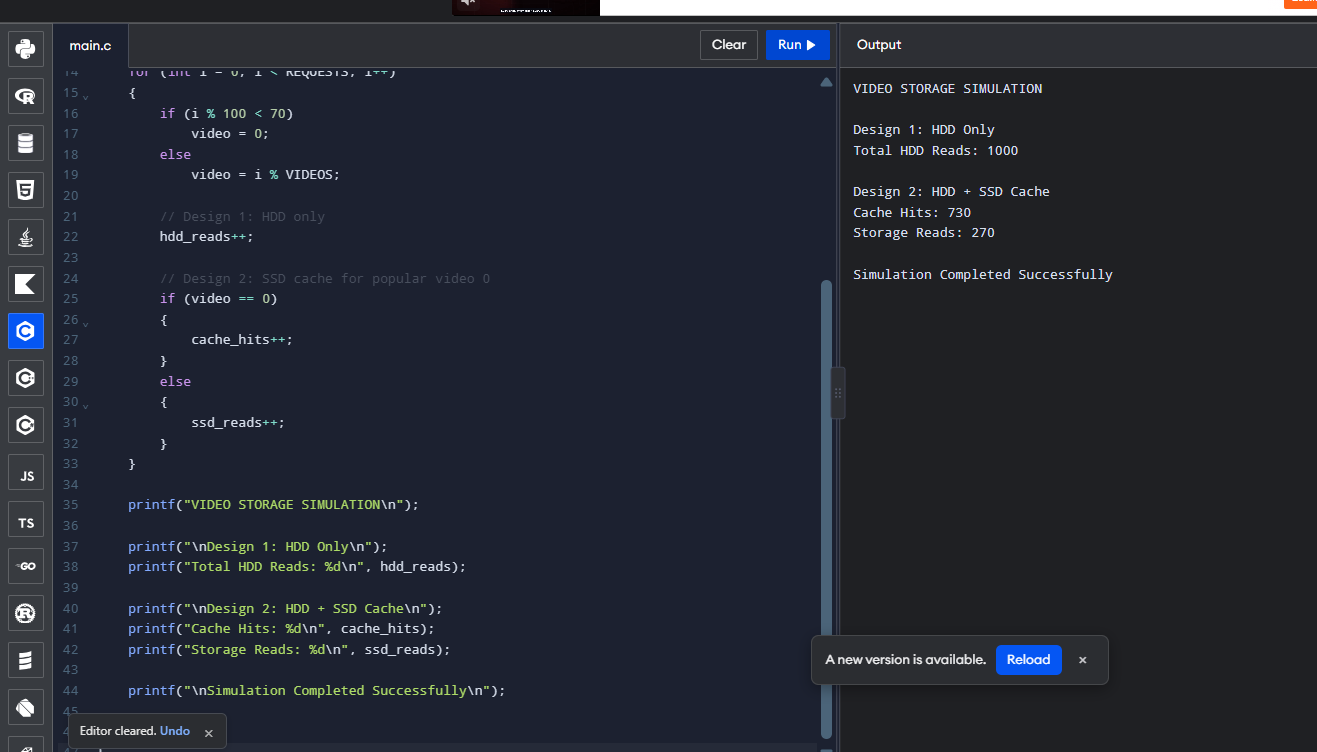 main.c
Clear
Run
Output
14 for (int i = 0; i < REQUESTS; i++)
15 {
16 if (i % 100 < 70)
17 video = 0;
18 else
19 video = i % VIDEOS;
20
21 // Design 1: HDD only
22 hdd_reads++;
23
24 // Design 2: SSD cache for popular video 0
25 if (video == 0)
26 {
27 cache_hits++;
28 }
29 else
30 {
31 ssd_reads++;
32 }
33 }
34
35 printf("VIDEO STORAGE SIMULATION\n");
36
37 printf("\nDesign 1: HDD Only\n");
38 printf("Total HDD Reads: %d\n", hdd_reads);
39
40 printf("\nDesign 2: HDD + SSD Cache\n");
41 printf("Cache Hits: %d\n", cache_hits);
42 printf("Storage Reads: %d\n", ssd_reads);
43
44 printf("\nSimulation Completed Successfully\n");
45
VIDEO STORAGE SIMULATION
Design 1: HDD Only
Total HDD Reads: 1000
Design 2: HDD + SSD Cache
Cache Hits: 730
Storage Reads: 270
Simulation Completed Successfully
JS
TS
GO
A new version is available. Reload ×
Editor cleared. Undo ×